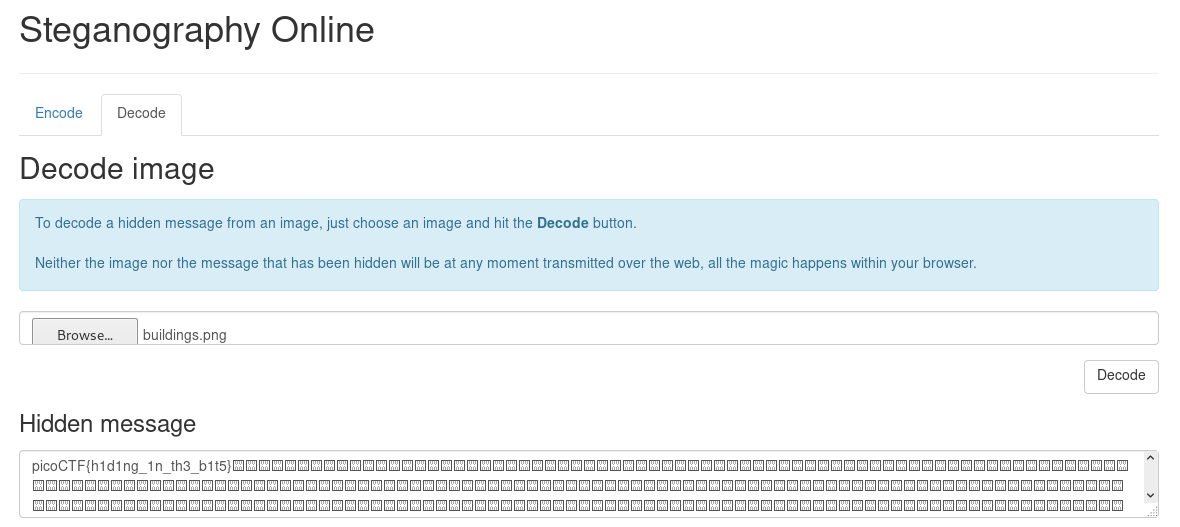 Steganography Online
Encode Decode
Decode image
To decode a hidden message from an image, just choose an image and hit the Decode button.
Neither the image nor the message that has been hidden will be at any moment transmitted over the web, all the magic happens within your browser.
Browse... buildings.png
Decode
Hidden message
picoCTF{h1d1ng_1n_th3_b1t5}